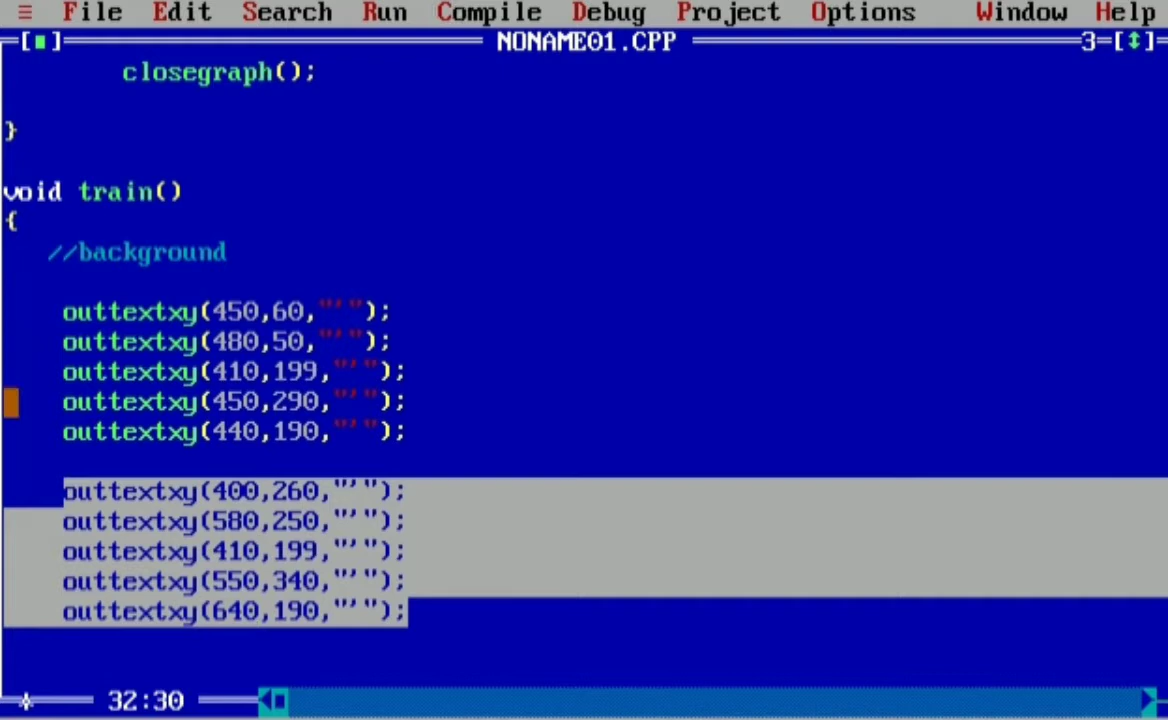 ≡ File Edit Search Run Compile Debug Project Options Window Help
[■] NONAME01.CPP 3=[↕]
closegraph();
}
void train()
{
//background
outtextxy(450,60,"' ");
outtextxy(480,50,"' ");
outtextxy(410,199,"' ");
outtextxy(450,290,"' ");
outtextxy(440,190,"' ");
outtextxy(400,260,"' ");
outtextxy(580,250,"' ");
outtextxy(410,199,"' ");
outtextxy(550,340,"' ");
outtextxy(640,190,"' ");
32:30